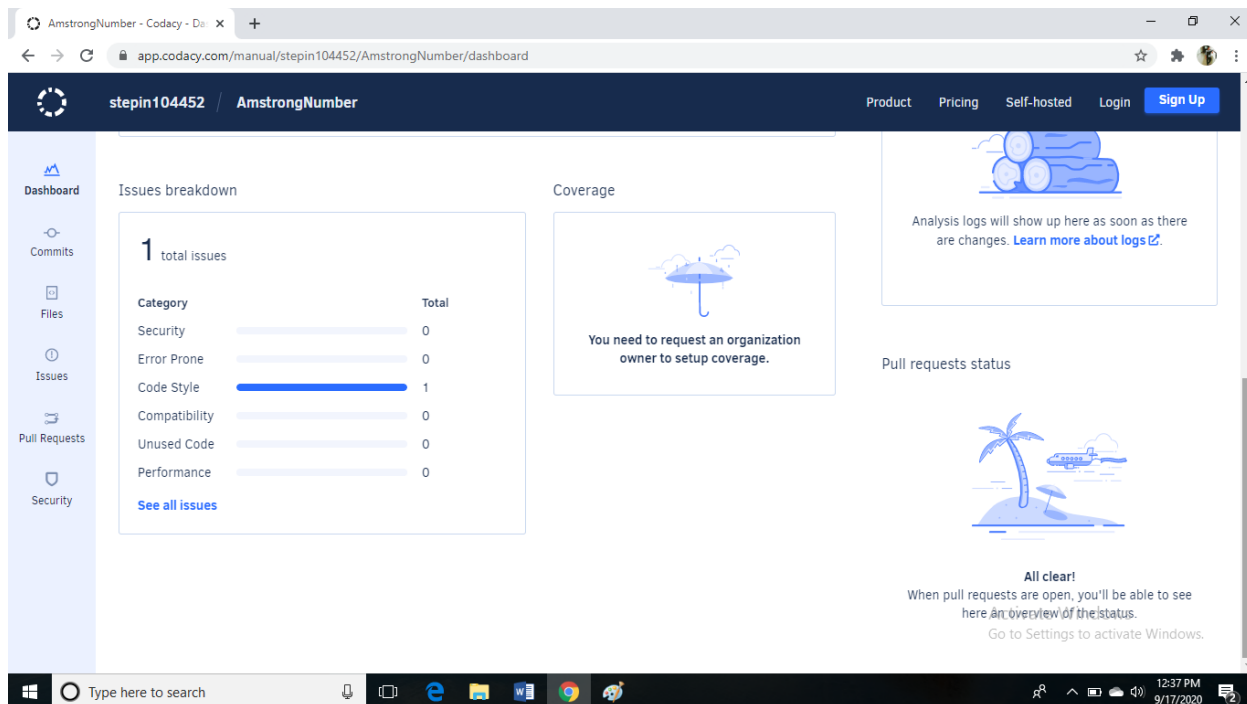 AmstrongNumber - Codacy - Da
app.codacy.com/manual/stepin104452/AmstrongNumber/dashboard
stepin104452 / AmstrongNumber
Product Pricing Self-hosted Login Sign Up
Dashboard
Commits
Files
Issues
Pull Requests
Security
Issues breakdown
1 total issues
Category Total
Security 0
Error Prone 0
Code Style 1
Compatibility 0
Unused Code 0
Performance 0
See all issues
Coverage
You need to request an organization
owner to setup coverage.
Analysis logs will show up here as soon as there
are changes. Learn more about logs.
Pull requests status
All clear!
When pull requests are open, you'll be able to see
here an overview of the status.
Activate Windows
Go to Settings to activate Windows.
Type here to search
12:37 PM
9/17/2020
2